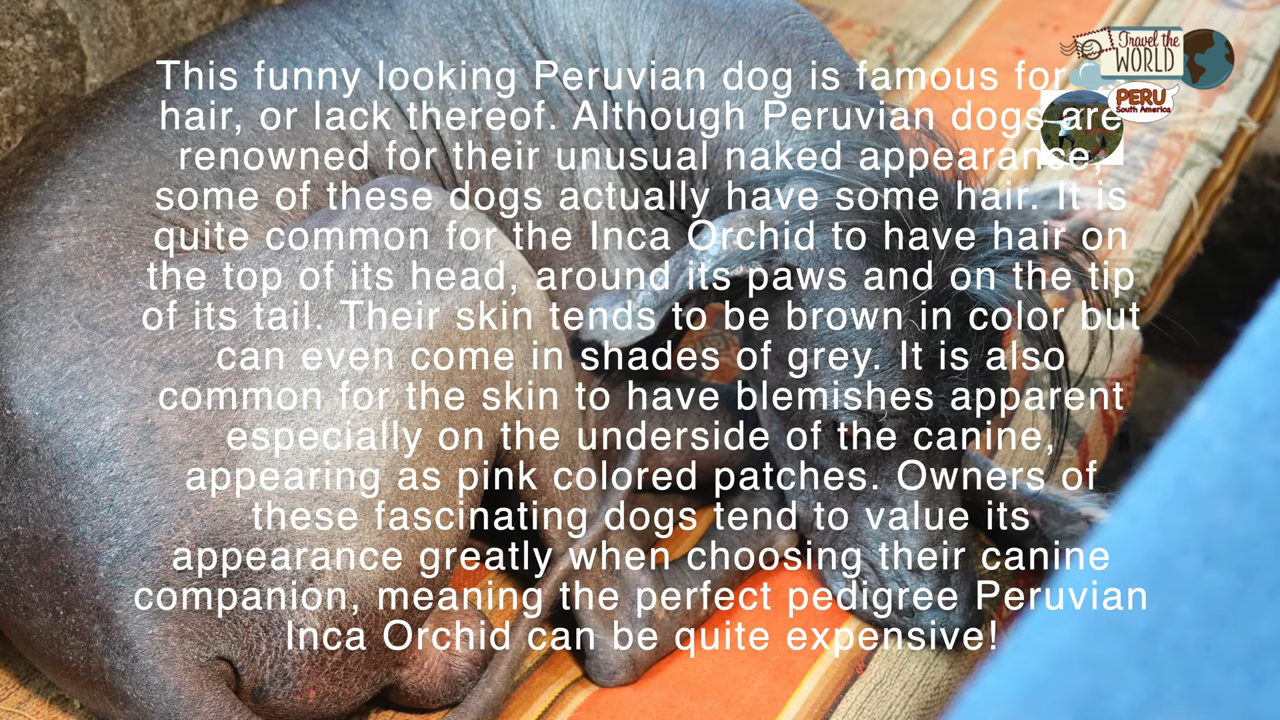 This funny looking Peruvian dog is famous for
hair, or lack thereof. Although Peruvian dogs are
renowned for their unusual naked appearance,
some of these dogs actually have some hair. It is
quite common for the Inca Orchid to have hair on
the top of its head, around its paws and on the tip
of its tail. Their skin tends to be brown in color but
can even come in shades of grey. It is also
common for the skin to have blemishes apparent
especially on the underside of the canine,
appearing as pink colored patches. Owners of
these fascinating dogs tend to value its
appearance greatly when choosing their canine
companion, meaning the perfect pedigree Peruvian
Inca Orchid can be quite expensive!
Travel the
WORLD
PERU
South America